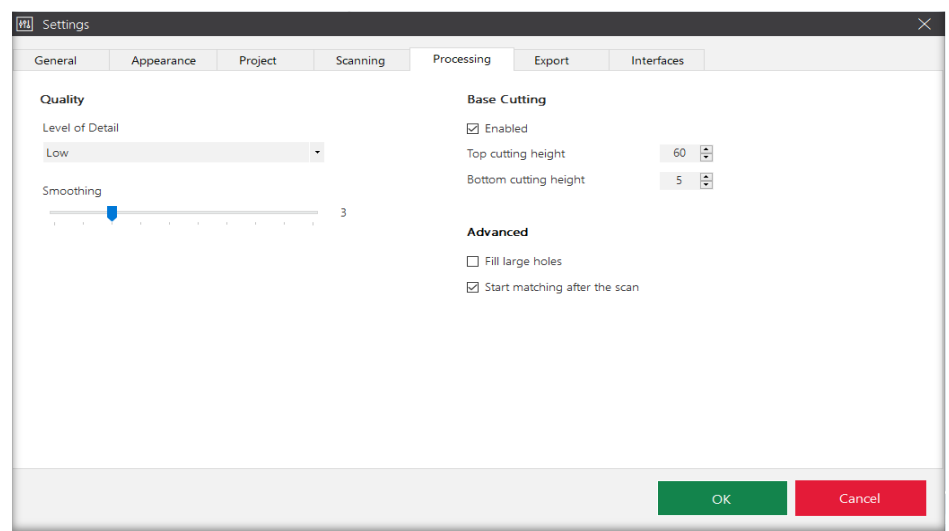 Settings
General Appearance Project Scanning Processing Export Interfaces
Quality
Level of Detail
Low
Smoothing
3
Base Cutting
Enabled
Top cutting height 60
Bottom cutting height 5
Advanced
Fill large holes
Start matching after the scan
OK Cancel